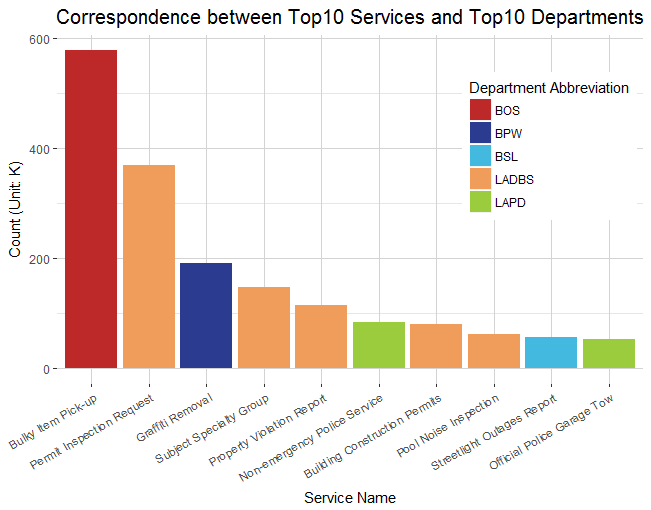 Correspondence between Top10 Services and Top10 Departments
600
400
200
0
Count (Unit: K)
Department Abbreviation
BOS
BPW
BSL
LADBS
LAPD
Bulky Item Pick-up
Permit Inspection Request
Graffiti Removal
Subject Specialty Group
Property Violation Report
Non-emergency Police Service
Building Construction Permits
Pool Noise Inspection
Streetlight Outages Report
Official Police Garage Tow
Service Name